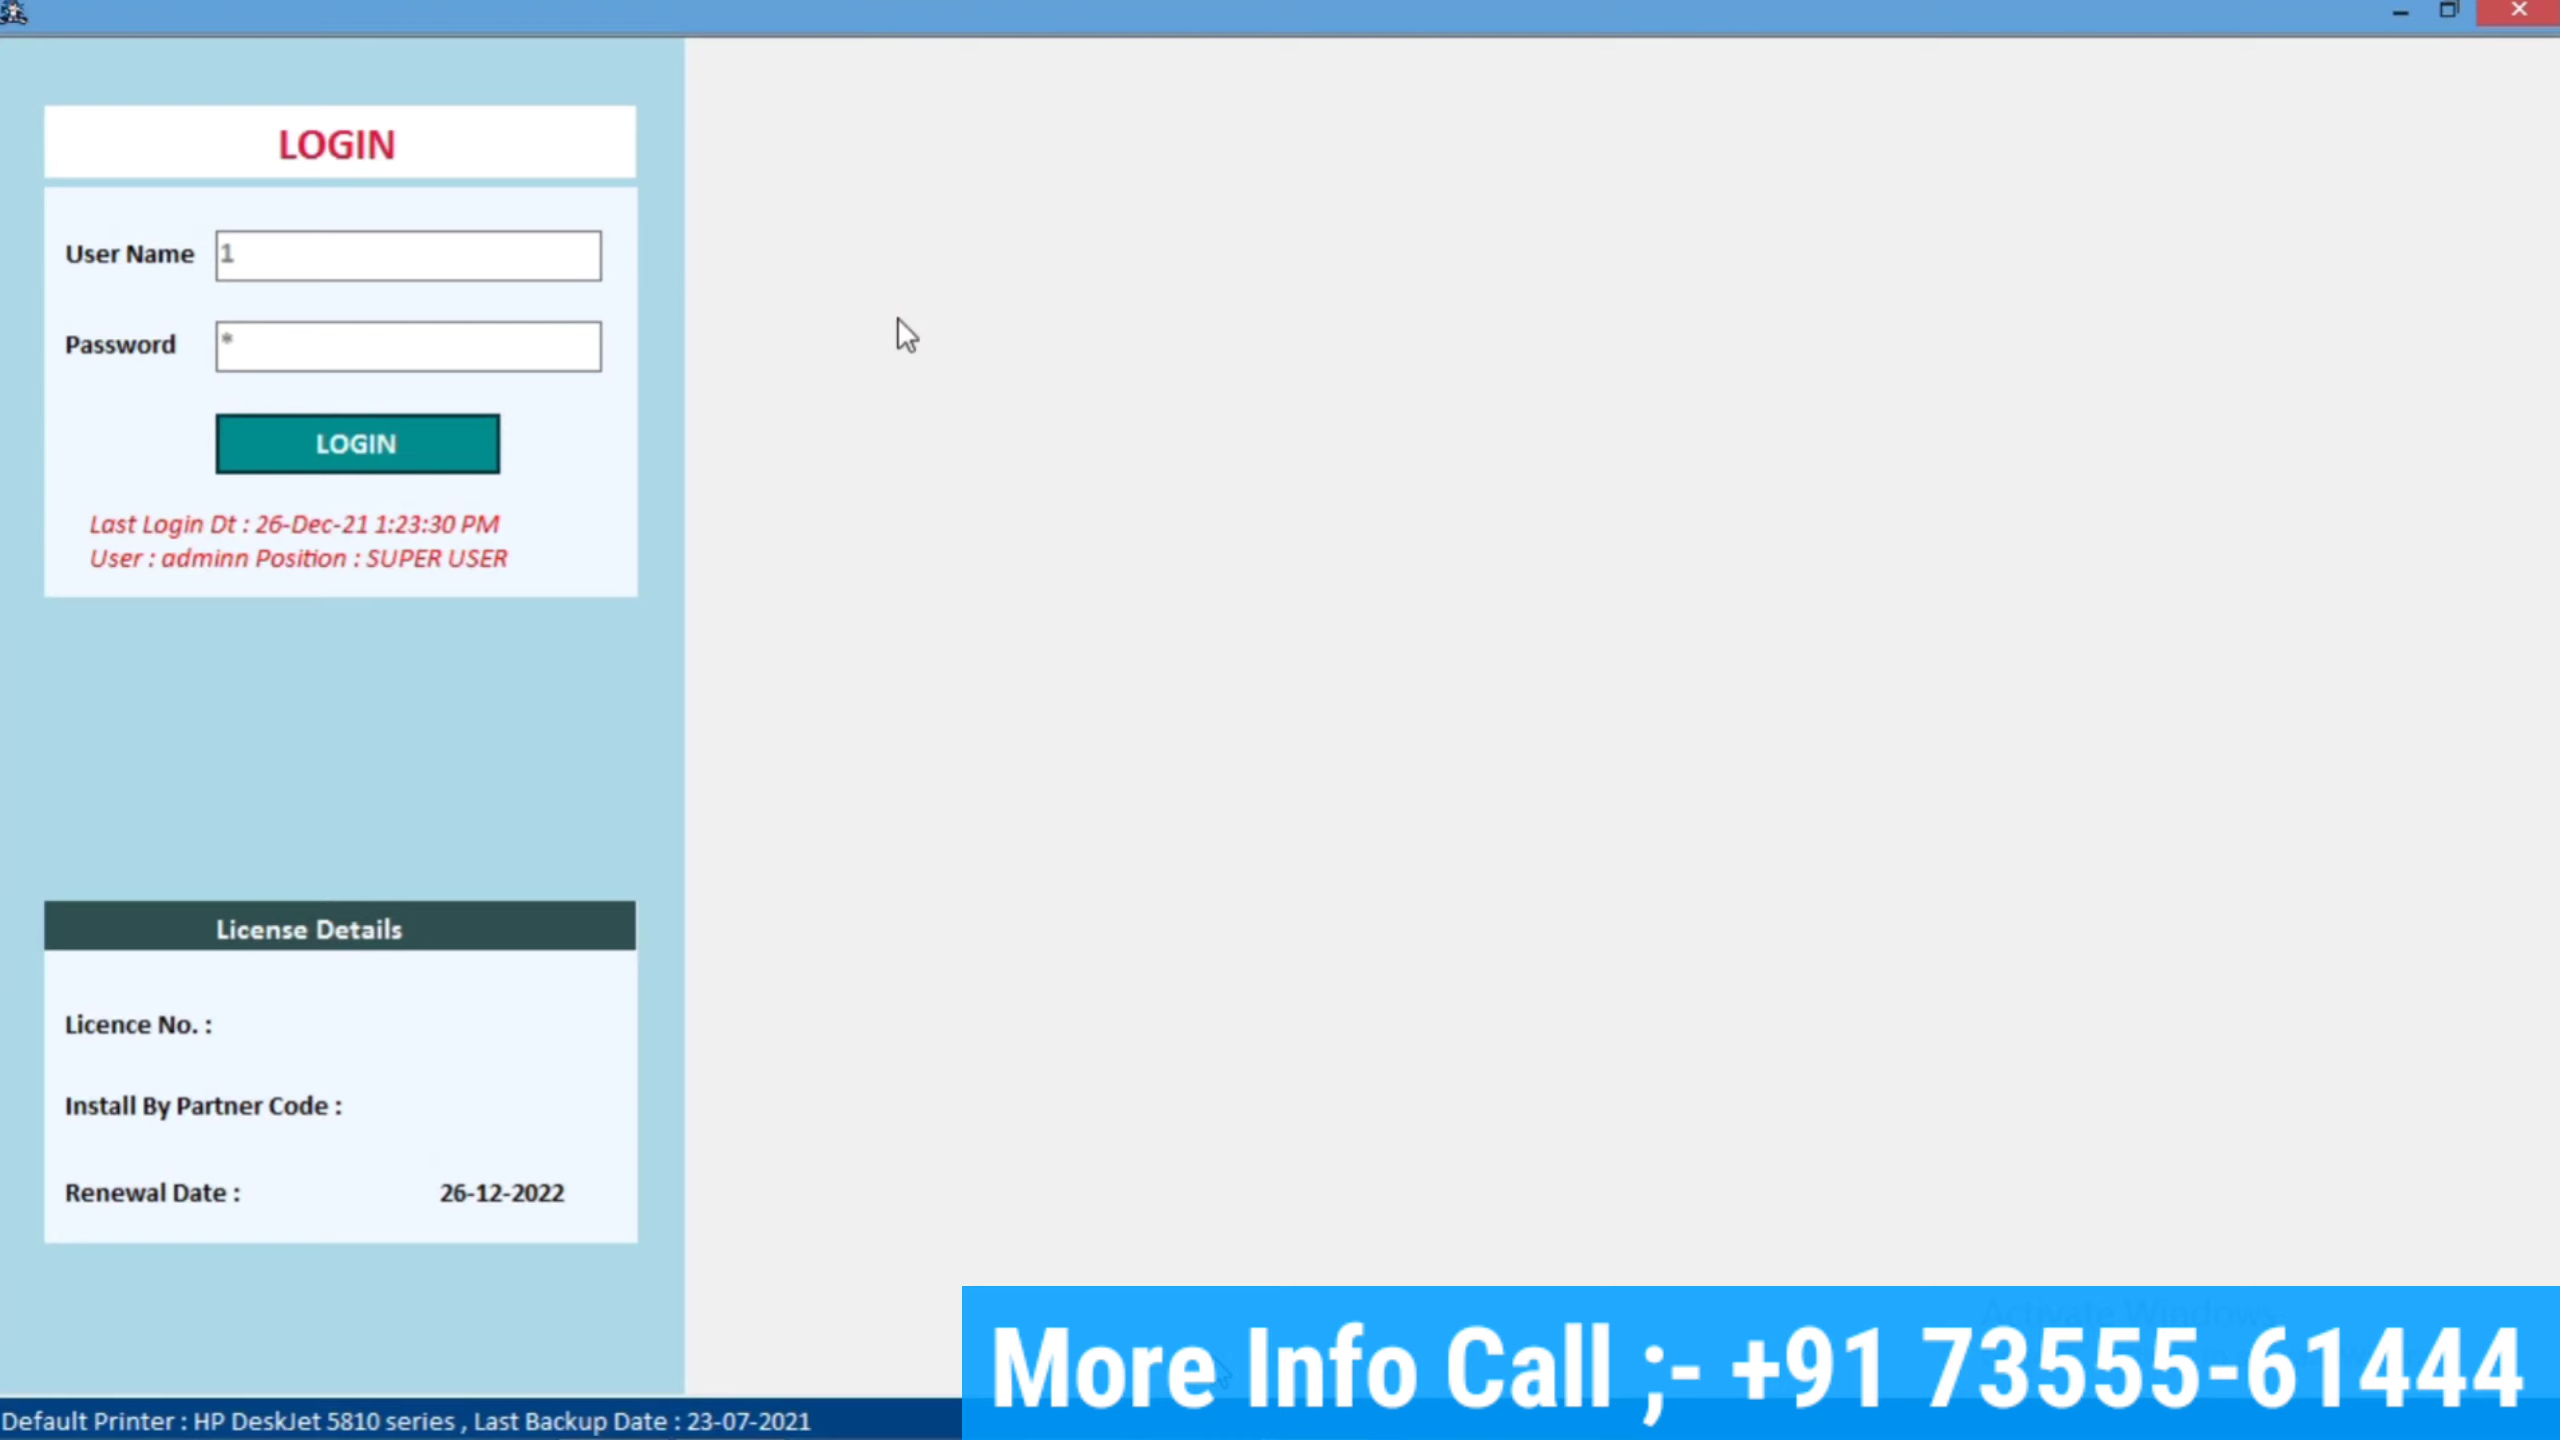 LOGIN
User Name 1
Password *
LOGIN
Last Login Dt : 26-Dec-21 1:23:30 PM
User : adminn Position : SUPER USER
License Details
Licence No. :
Install By Partner Code :
Renewal Date : 26-12-2022
Activate Windows
More Info Call ;- +91 73555-61444
Default Printer : HP DeskJet 5810 series , Last Backup Date : 23-07-2021